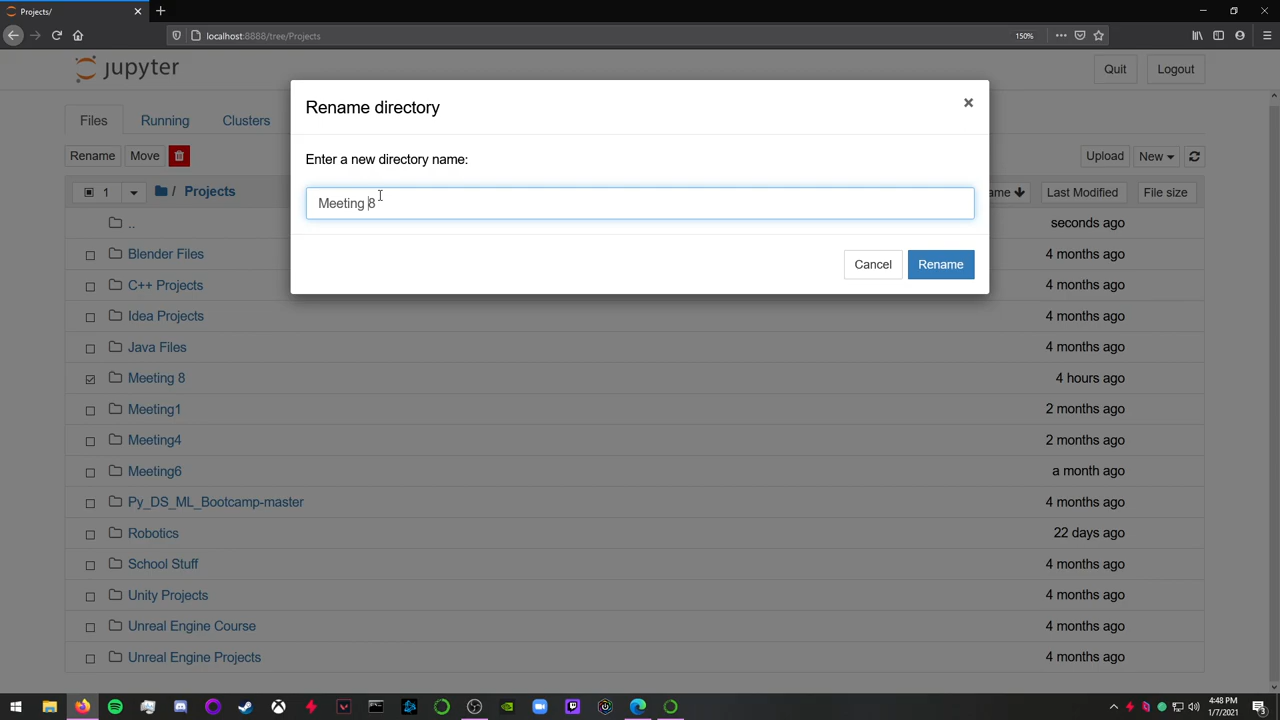 Projects/
localhost:8888/tree/Projects
150%
jupyter
Quit
Logout
Rename directory
Files
Running
Clusters
Enter a new directory name:
Rename
Move
Upload
New
1
/ Projects
ame
Last Modified
File size
Meeting 8
..
seconds ago
Blender Files
4 months ago
Cancel
Rename
C++ Projects
4 months ago
Idea Projects
4 months ago
Java Files
4 months ago
Meeting 8
4 hours ago
Meeting1
2 months ago
Meeting4
2 months ago
Meeting6
a month ago
Py_DS_ML_Bootcamp-master
4 months ago
Robotics
22 days ago
School Stuff
4 months ago
Unity Projects
4 months ago
Unreal Engine Course
4 months ago
Unreal Engine Projects
4 months ago
4:48 PM
1/7/2021